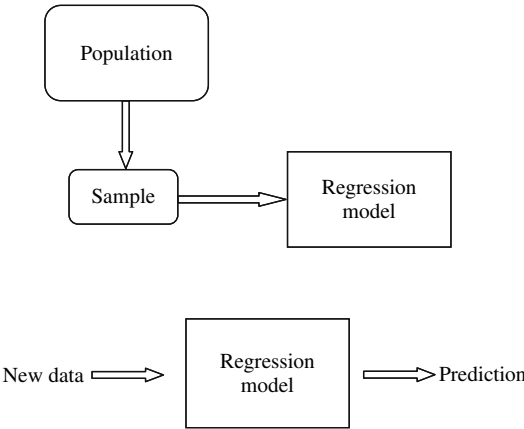 Population
Sample
Regression
model
New data
Regression
model
Prediction